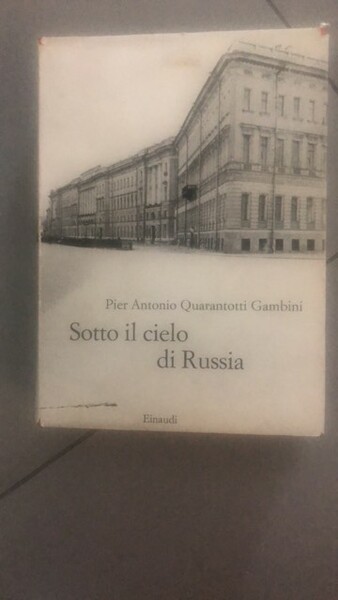 Pier Antonio Quarantotti Gambini
Sotto il cielo
di Russia
Einaudi